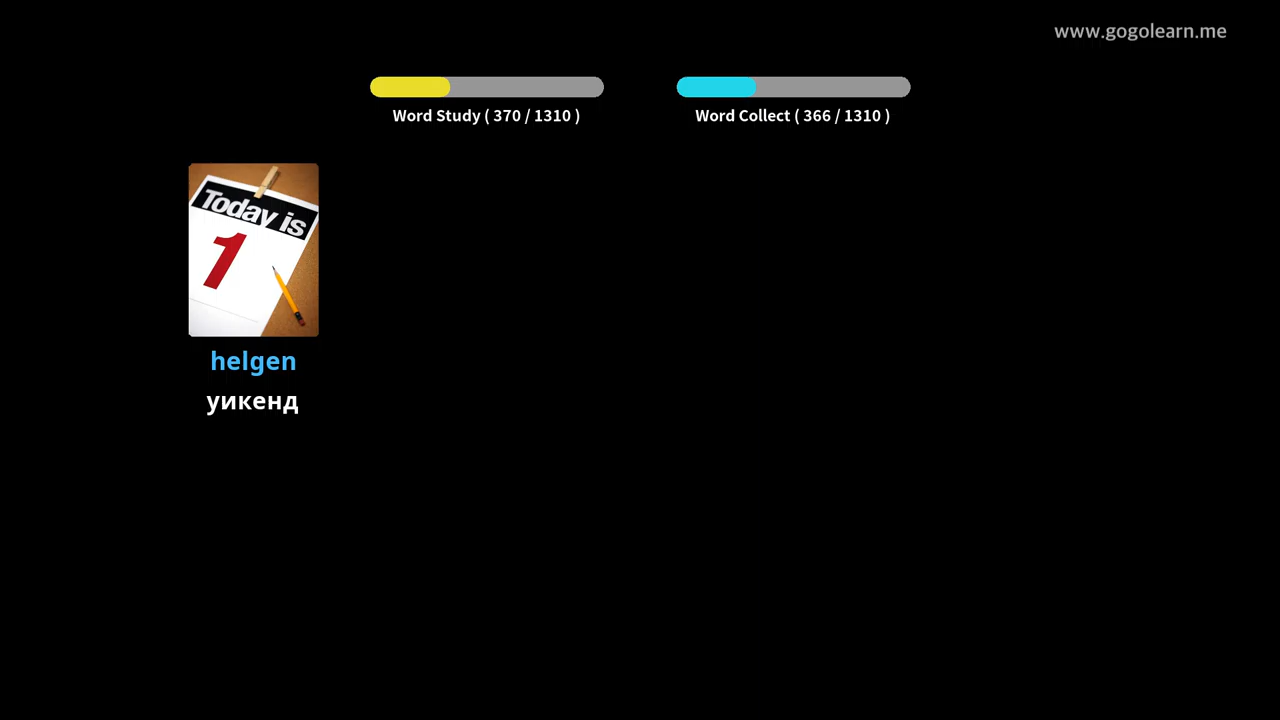 www.gogolearn.me
Word Study ( 370 / 1310 )
Word Collect ( 366 / 1310 )
Today is
1
helgen
уикенд